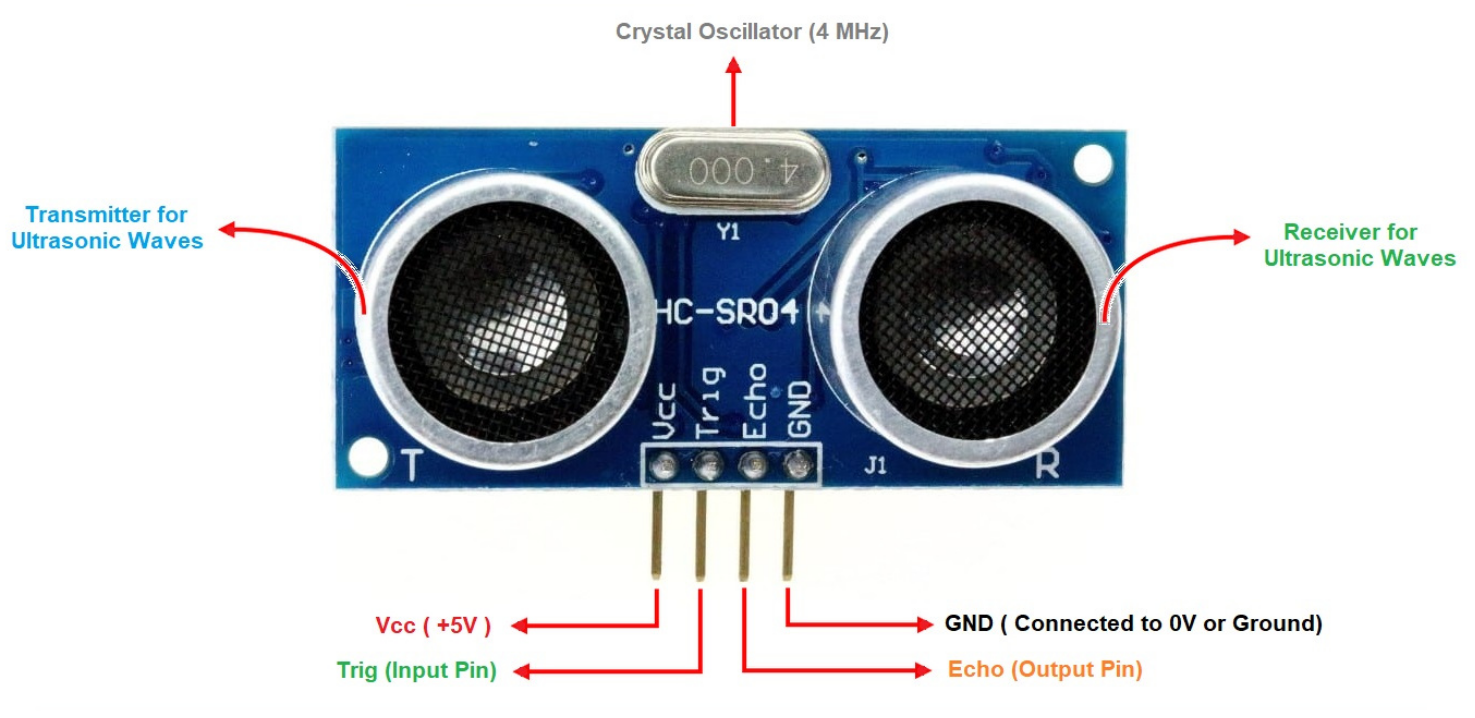 Crystal Oscillator (4 MHz)
4.000
Transmitter for
Ultrasonic Waves
Y1
Receiver for
Ultrasonic Waves
HC-SR04
Vcc
Trig
Echo
GND
T
J1
R
Vcc ( +5V )
GND ( Connected to 0V or Ground)
Trig (Input Pin)
Echo (Output Pin)